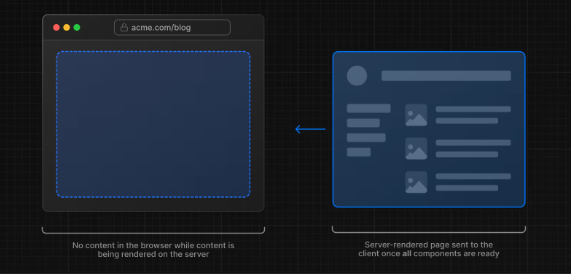 acme.com/blog
No content in the browser while content is
being rendered on the server
Server-rendered page sent to the
client once all components are ready